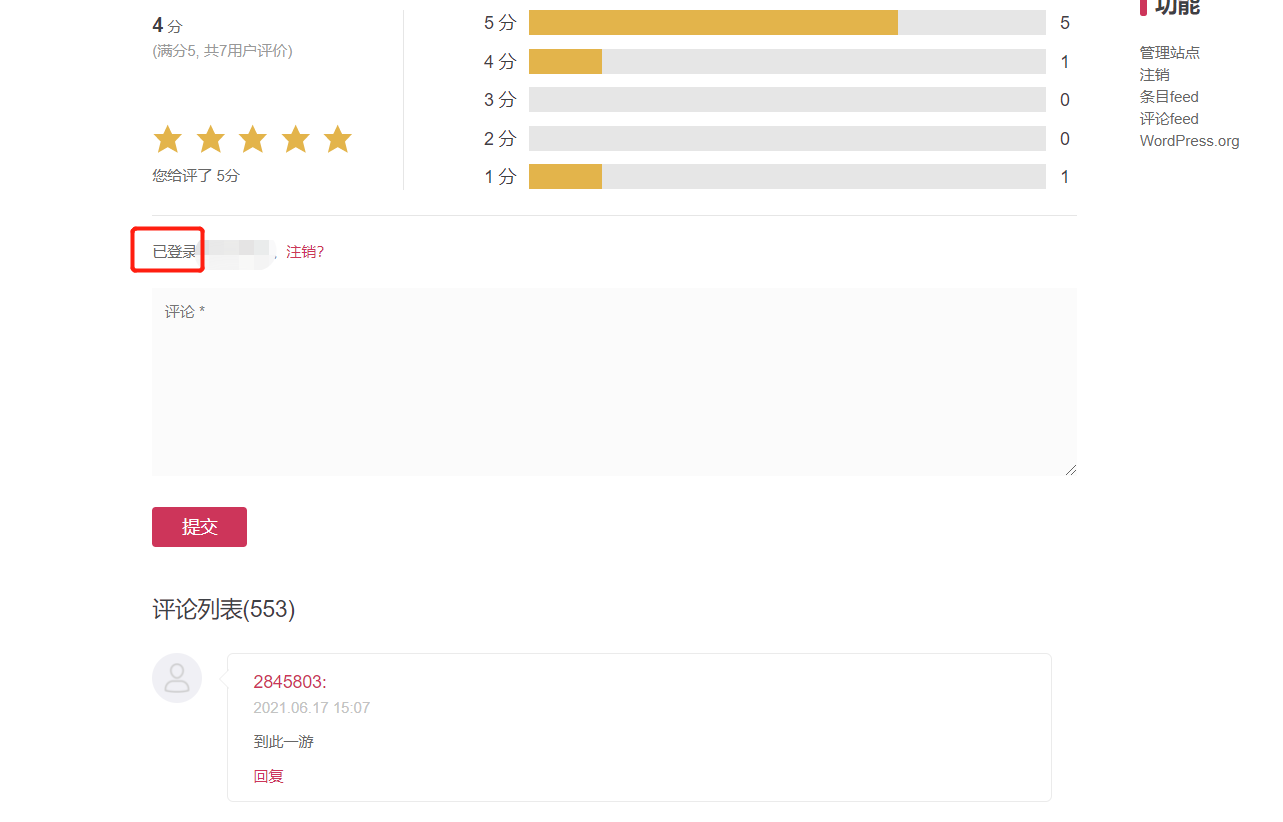 4 分
(满分5, 共7用户评价)
您给评了 5分
5 分 5
4 分 1
3 分 0
2 分 0
1 分 1
已登录 , 注销?
评论 *
提交
评论列表(553)
2845803:
2021.06.17 15:07
到此一游
回复
功能
管理站点
注销
条目feed
评论feed
WordPress.org